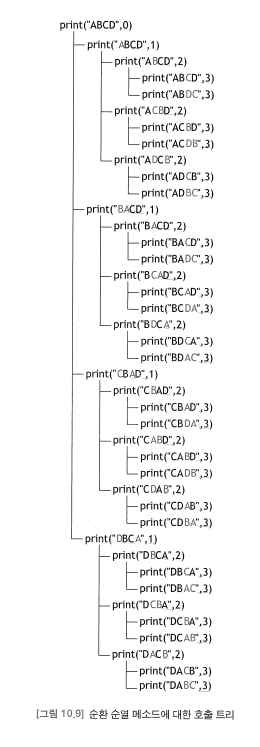 print("ABCD",0)
print("ABCD",1)
print("ABCD",2)
print("ABCD",3)
print("ABDC",3)
print("ACBD",2)
print("ACBD",3)
print("ACDB",3)
print("ADCB",2)
print("ADCB",3)
print("ADBC",3)
print("BACD",1)
print("BACD",2)
print("BACD",3)
print("BADC",3)
print("BCAD",2)
print("BCAD",3)
print("BCDA",3)
print("BDCA",2)
print("BDCA",3)
print("BDAC",3)
print("CBAD",1)
print("CBAD",2)
print("CBAD",3)
print("CBDA",3)
print("CABD",2)
print("CABD",3)
print("CADB",3)
print("CDAB",2)
print("CDAB",3)
print("CDBA",3)
print("DBCA",1)
print("DBCA",2)
print("DBCA",3)
print("DBAC",3)
print("DCBA",2)
print("DCBA",3)
print("DCAB",3)
print("DACB",2)
print("DACB",3)
print("DABC",3)
[그림 10.9] 순환 순열 메소드에 대한 호출 트리